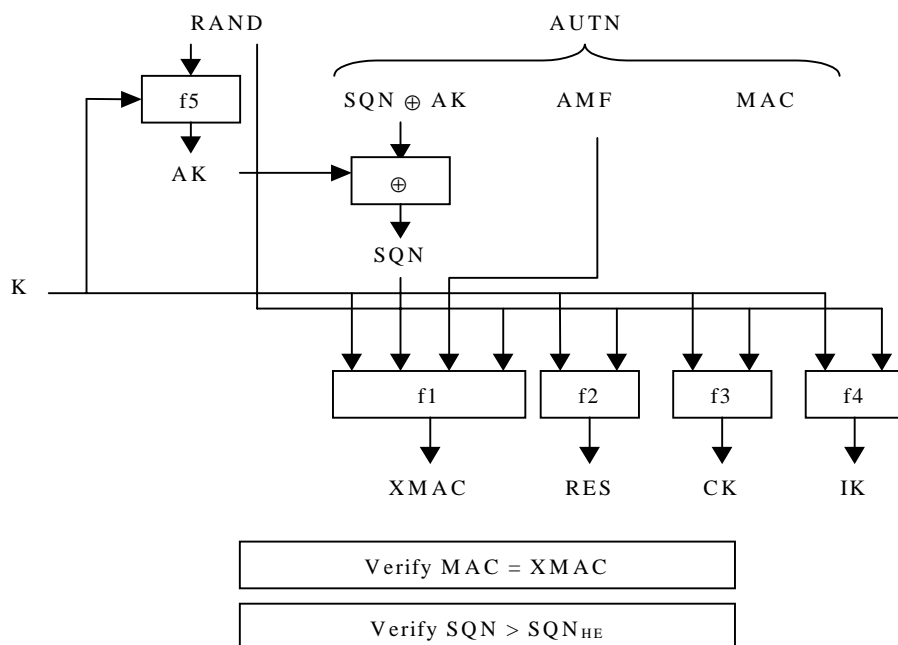 RAND
AUTN
f5
SQN ⊕ AK
AMF
MAC
AK
⊕
SQN
K
f1
f2
f3
f4
XMAC
RES
CK
IK
Verify MAC = XMAC
Verify SQN > SQN_HE